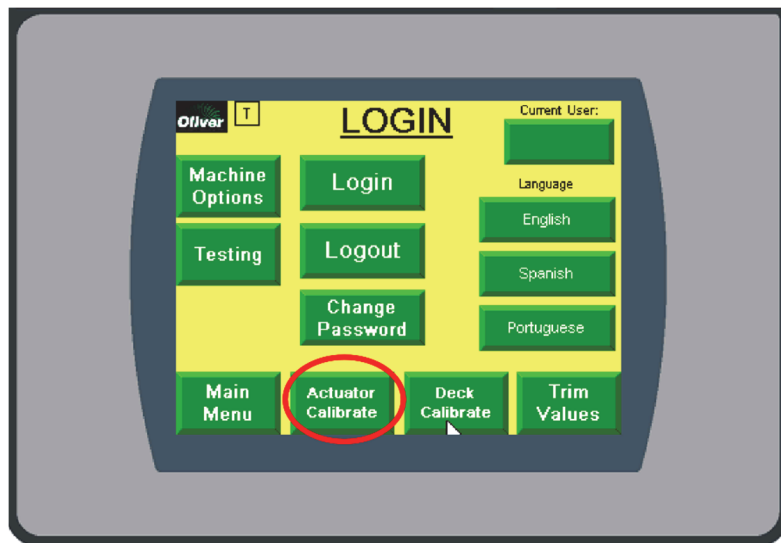 Oliver
T
LOGIN
Current User:
Machine
Options
Login
Language
English
Testing
Logout
Spanish
Change
Password
Portuguese
Main
Menu
Actuator
Calibrate
Deck
Calibrate
Trim
Values